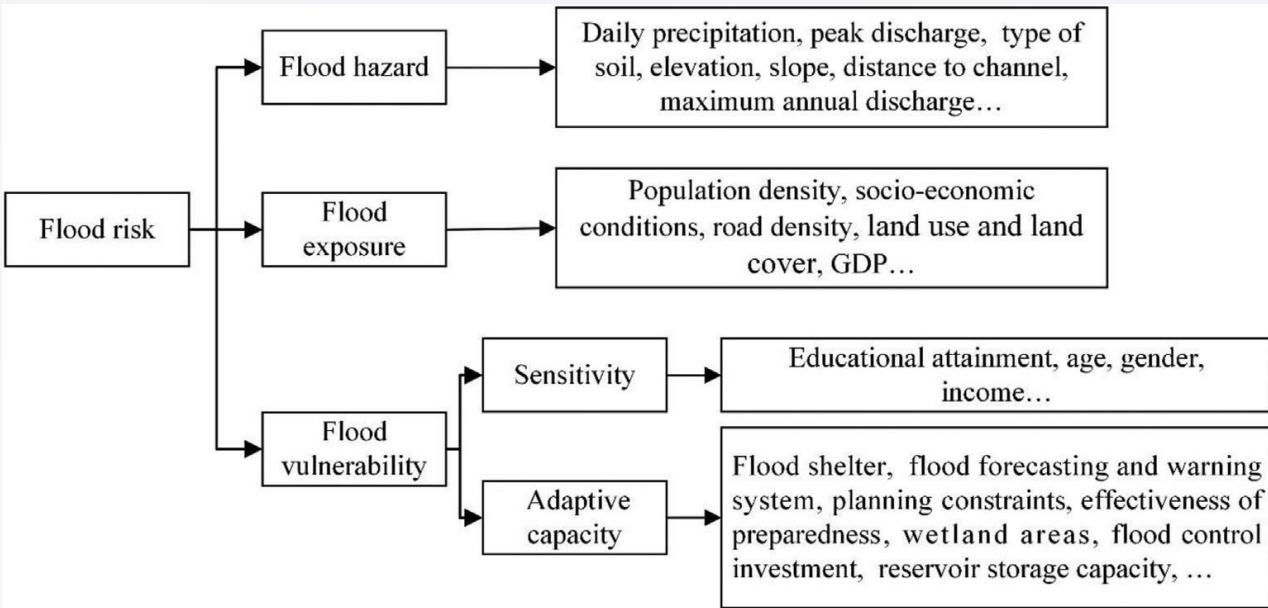 Daily precipitation, peak discharge, type of
soil, elevation, slope, distance to channel,
maximum annual discharge…
Flood hazard
Population density, socio-economic
conditions, road density, land use and land
cover, GDP…
Flood
exposure
Flood risk
Educational attainment, age, gender,
income…
Sensitivity
Flood
vulnerability
Flood shelter, flood forecasting and warning
system, planning constraints, effectiveness of
preparedness, wetland areas, flood control
investment, reservoir storage capacity, …
Adaptive
capacity